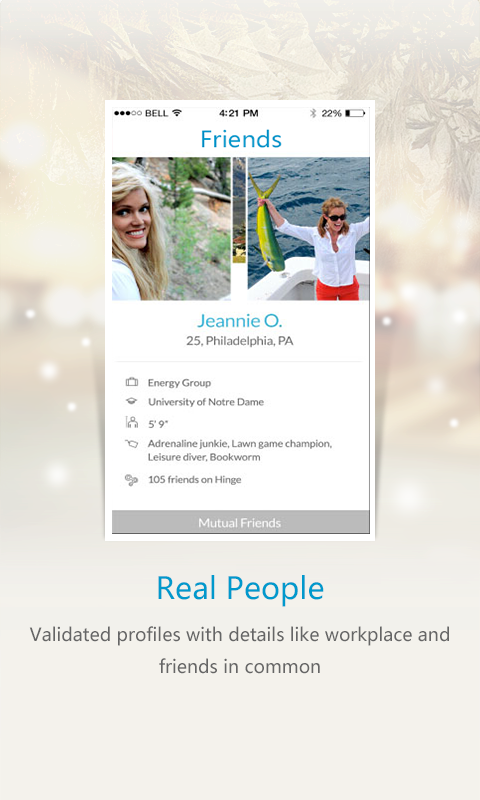 BELL 4:21 PM 22%
Friends
Jeannie O.
25, Philadelphia, PA
Energy Group
University of Notre Dame
5' 9"
Adrenaline junkie, Lawn game champion,
Leisure diver, Bookworm
105 friends on Hinge
Mutual Friends
Real People
Validated profiles with details like workplace and
friends in common